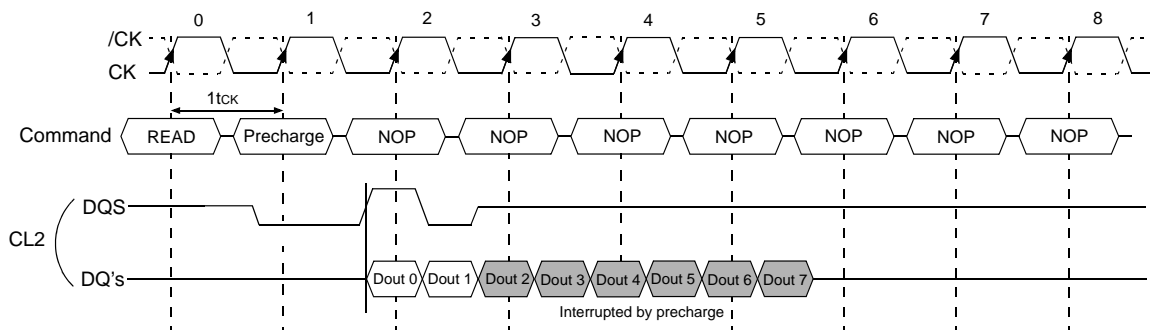 0 1 2 3 4 5 6 7 8
/CK
CK
1tCK
Command READ Precharge NOP NOP NOP NOP NOP NOP NOP
DQS
CL2
DQ's Dout 0 Dout 1 Dout 2 Dout 3 Dout 4 Dout 5 Dout 6 Dout 7
Interrupted by precharge